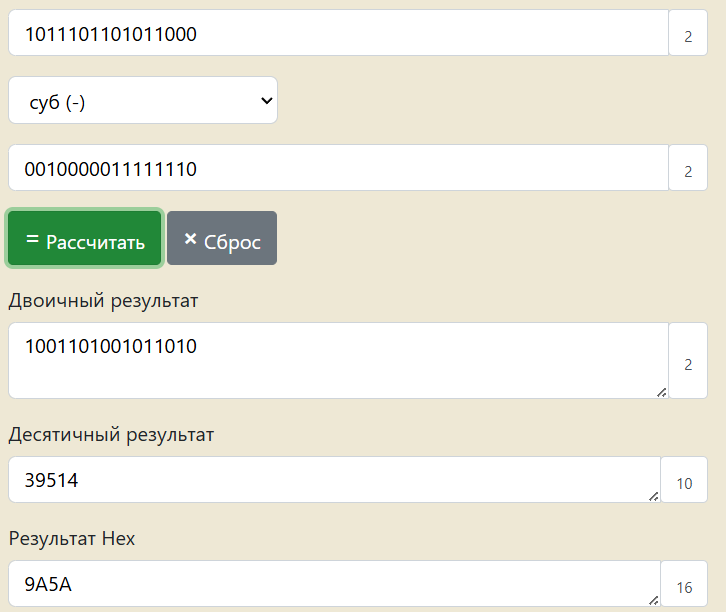 1011101101011000 2
суб (-)
0010000011111110 2
= Рассчитать × Сброс
Двоичный результат
1001101001011010 2
Десятичный результат
39514 10
Результат Hex
9A5A 16